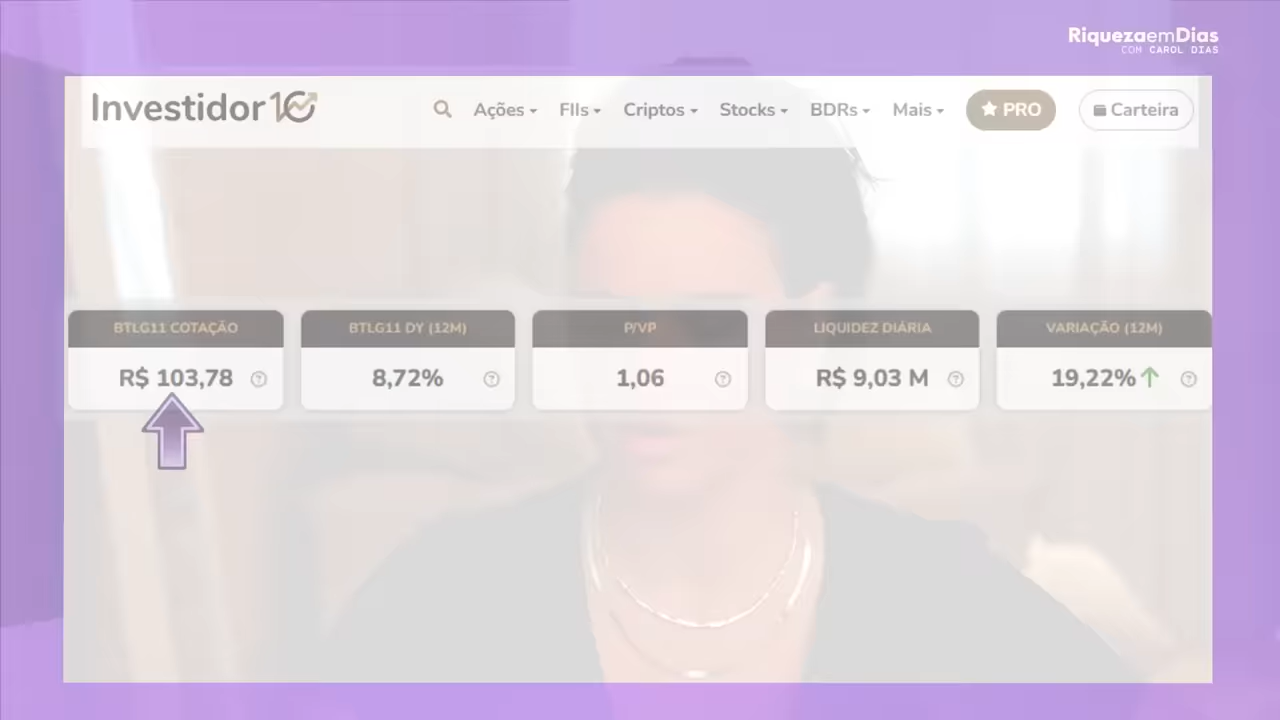 RiquezaemDias
COM CAROL DIAS
Investidor10
Ações
FIIs
Criptos
Stocks
BDRs
Mais
PRO
Carteira
BTLG11 COTAÇÃO
R$ 103,78
BTLG11 DY (12M)
8,72%
P/VP
1,06
LIQUIDEZ DIÁRIA
R$ 9,03 M
VARIAÇÃO (12M)
19,22%